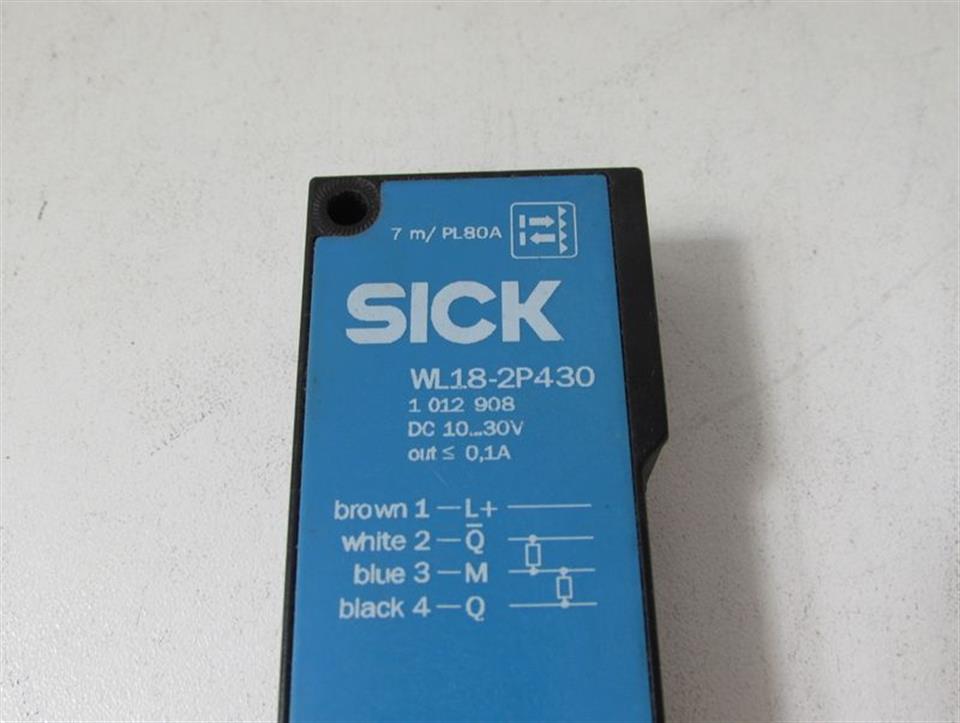 7 m/ PL80A
SICK
WL18-2P430
1 012 908
DC 10...30V
out ≤ 0,1A
brown 1 — L+
white 2 — Q̅
blue 3 — M
black 4 — Q